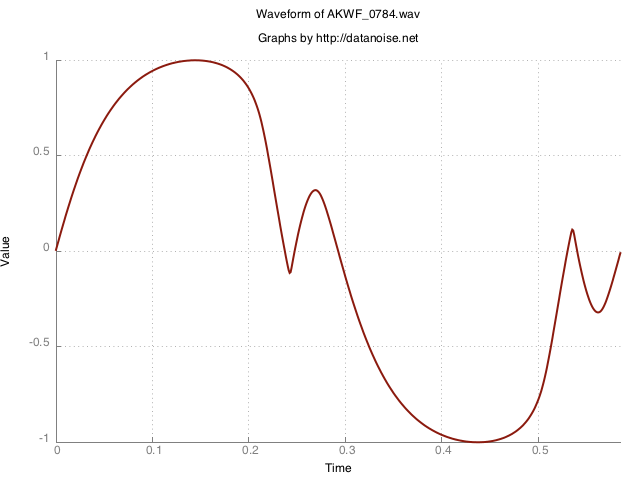 Waveform of AKWF_0784.wav
Graphs by http://datanoise.net
1
0.5
0
-0.5
-1
Value
0 0.1 0.2 0.3 0.4 0.5
Time